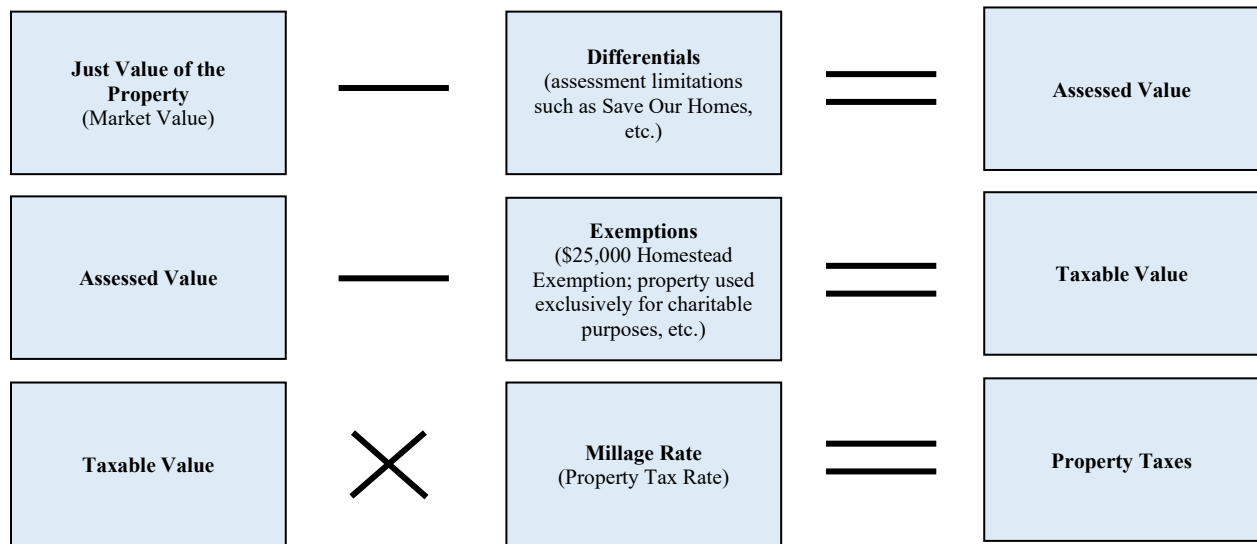 Just Value of the
Property
(Market Value)
Differentials
(assessment limitations
such as Save Our Homes,
etc.)
Assessed Value
Assessed Value
Exemptions
($25,000 Homestead
Exemption; property used
exclusively for charitable
purposes, etc.)
Taxable Value
Taxable Value
Millage Rate
(Property Tax Rate)
Property Taxes